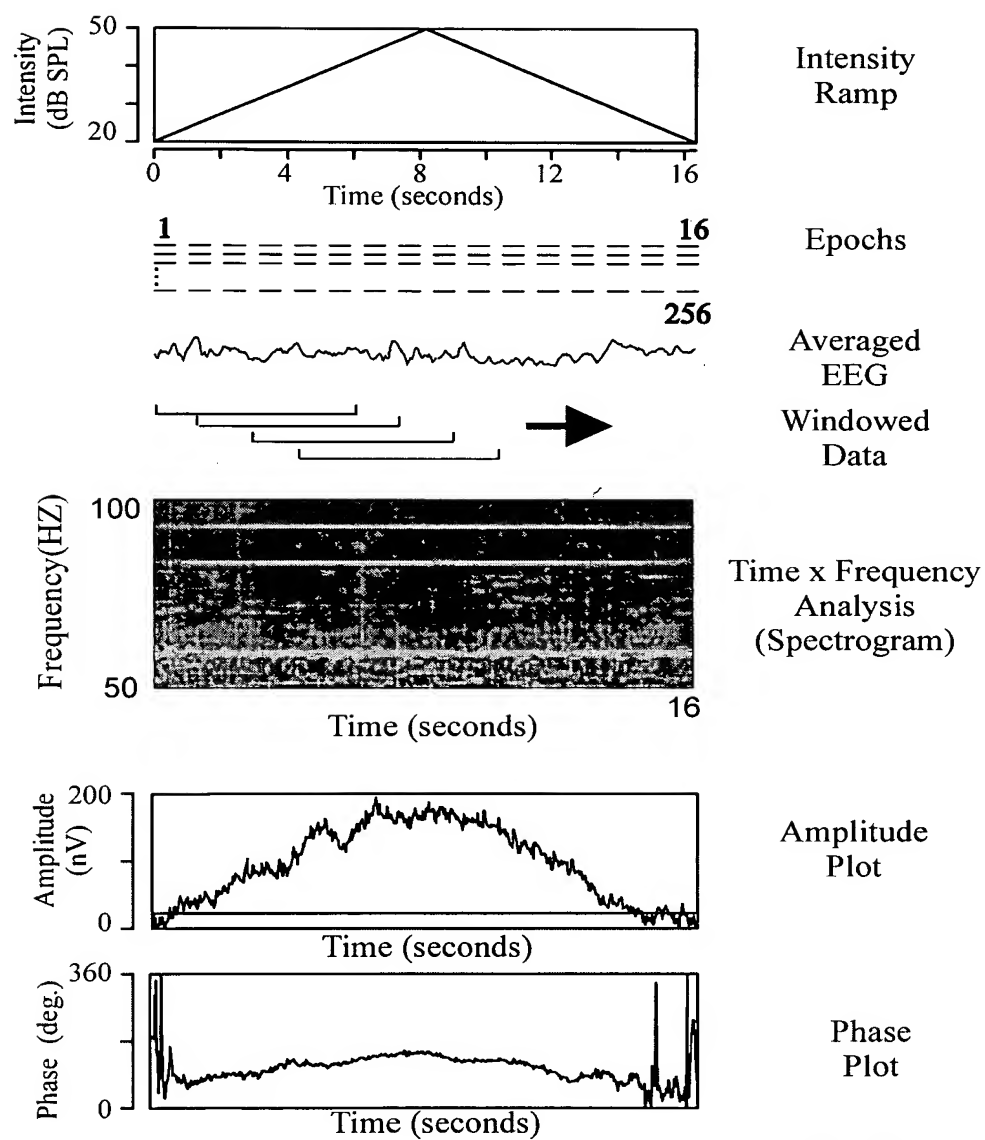 50
Intensity
(dB SPL)
20
0 4 8 12 16
Time (seconds)
Intensity
Ramp
1 16
256
Epochs
Averaged
EEG
Windowed
Data
100
Frequency(HZ)
50
16
Time (seconds)
Time x Frequency
Analysis
(Spectrogram)
200
Amplitude
(nV)
0
Time (seconds)
Amplitude
Plot
360
Phase (deg.)
0
Time (seconds)
Phase
Plot